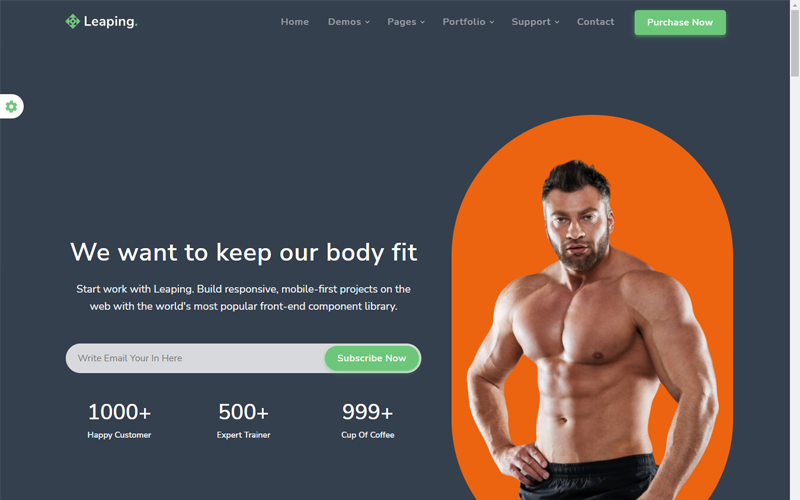 Leaping.
Home Demos Pages Portfolio Support Contact Purchase Now
We want to keep our body fit
Start work with Leaping. Build responsive, mobile-first projects on the
web with the world's most popular front-end component library.
Write Email Your In Here
Subscribe Now
1000+ 500+ 999+
Happy Customer Expert Trainer Cup Of Coffee